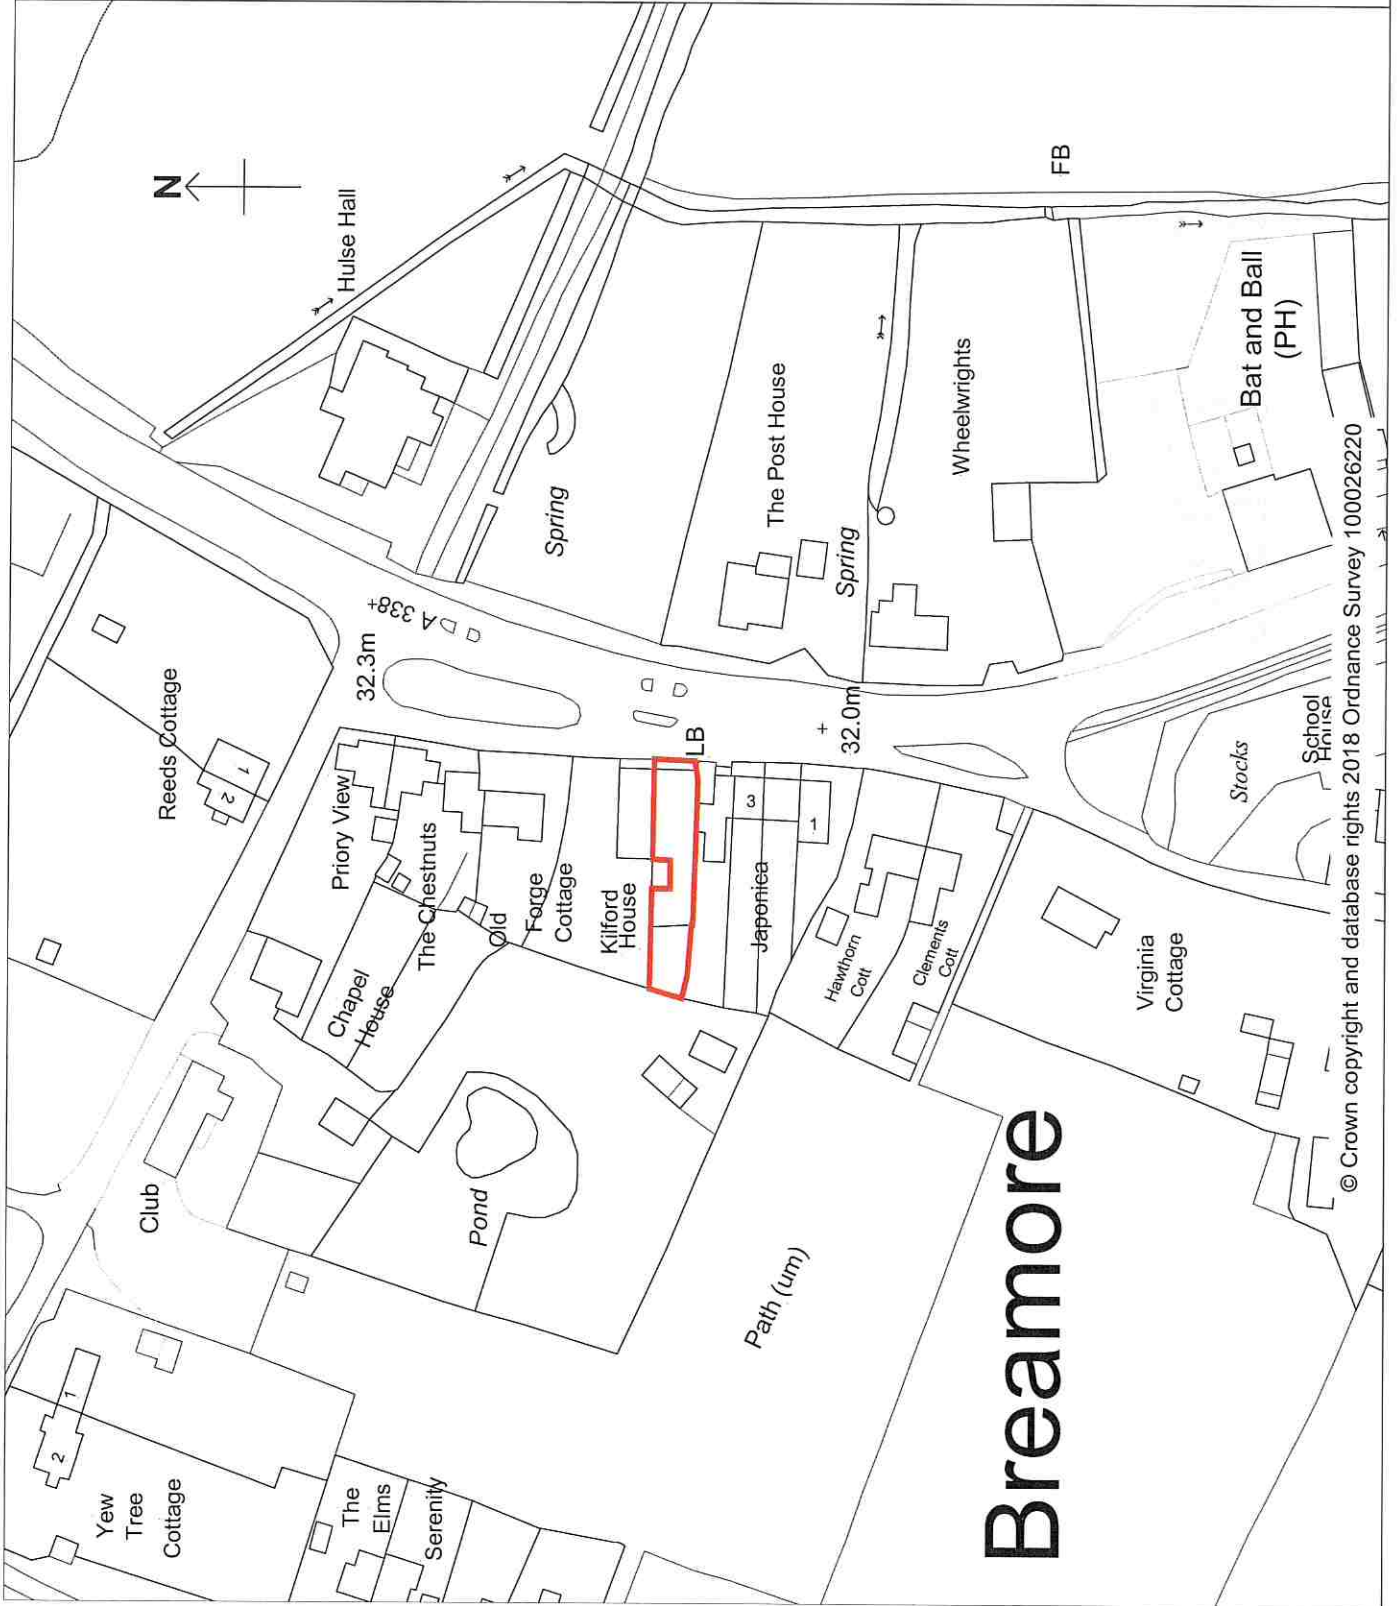 Breamore
N
Hulse Hall
Reeds Cottage
1
2
32.3m
A 338
Spring
The Post House
Spring
Wheelwrights
FB
Bat and Ball
(PH)
Priory View
The Chestnuts
Chapel
House
Old
Forge
Cottage
Kilford
House
LB
3
1
Japonica
32.0m
Hawthorn
Cott
Clements
Cott
Virginia
Cottage
Stocks
School
House
Club
Pond
Path (um)
Yew
Tree
Cottage
1
2
The
Elms
Serenity
© Crown copyright and database rights 2018 Ordnance Survey 100026220